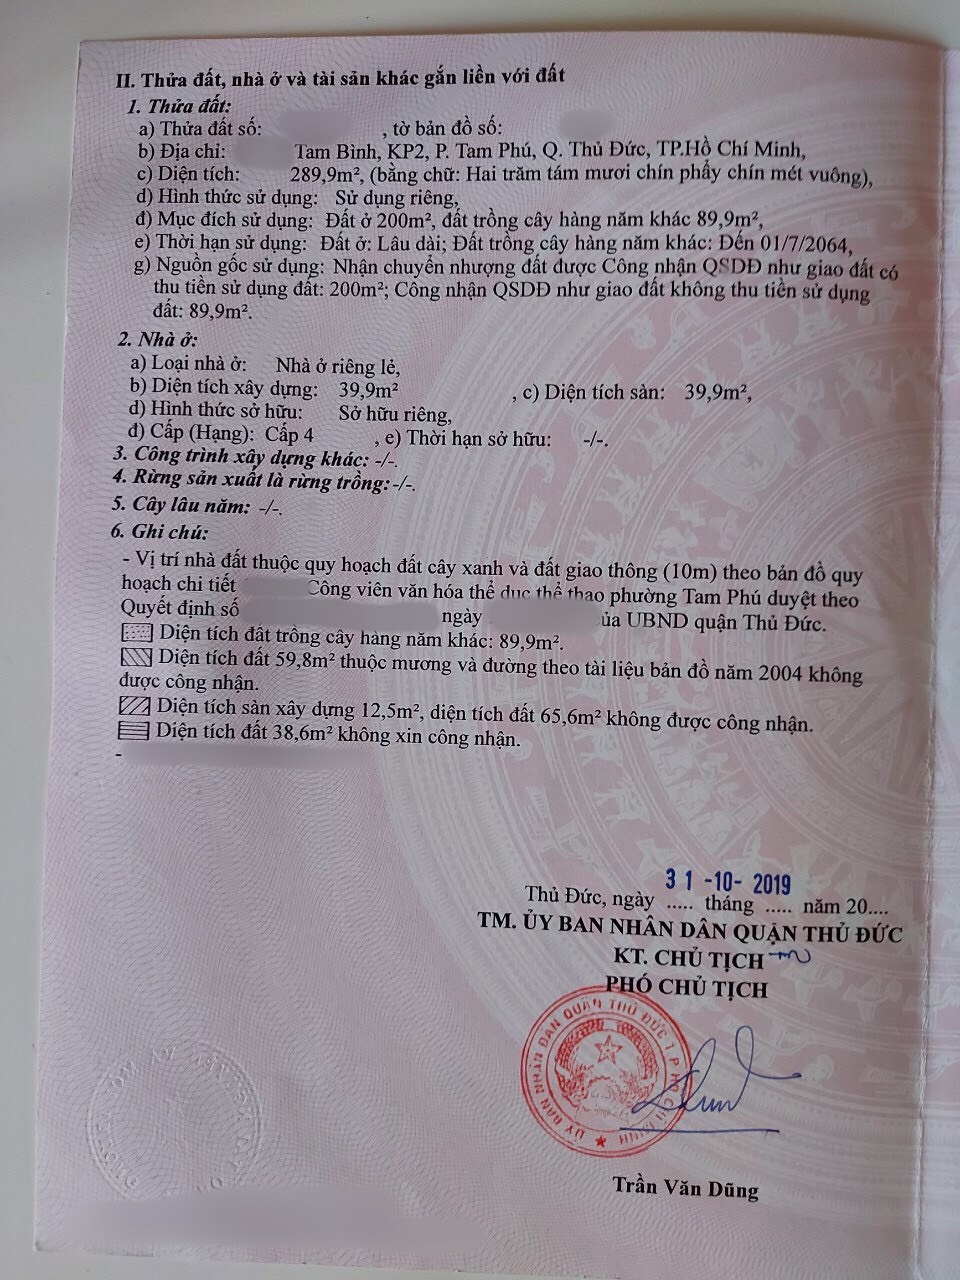 II. Thửa đất, nhà ở và tài sản khác gắn liền với đất
1. Thửa đất:
a) Thửa đất số: , tờ bản đồ số:
b) Địa chỉ: Tam Bình, KP2, P. Tam Phú, Q. Thủ Đức, TP.Hồ Chí Minh,
c) Diện tích: 289,9m², (bằng chữ: Hai trăm tám mươi chín phẩy chín mét vuông),
d) Hình thức sử dụng: Sử dụng riêng,
đ) Mục đích sử dụng: Đất ở 200m², đất trồng cây hàng năm khác 89,9m²,
e) Thời hạn sử dụng: Đất ở: Lâu dài; Đất trồng cây hàng năm khác: Đến 01/7/2064,
g) Nguồn gốc sử dụng: Nhận chuyển nhượng đất được Công nhận QSDĐ như giao đất có
thu tiền sử dụng đất: 200m²; Công nhận QSDĐ như giao đất không thu tiền sử dụng
đất: 89,9m².
2. Nhà ở:
a) Loại nhà ở: Nhà ở riêng lẻ,
b) Diện tích xây dựng: 39,9m² , c) Diện tích sàn: 39,9m²,
d) Hình thức sở hữu: Sở hữu riêng,
đ) Cấp (Hạng): Cấp 4 , e) Thời hạn sở hữu: -/-.
3. Công trình xây dựng khác: -/-.
4. Rừng sản xuất là rừng trồng: -/-.
5. Cây lâu năm: -/-.
6. Ghi chú:
- Vị trí nhà đất thuộc quy hoạch đất cây xanh và đất giao thông (10m) theo bản đồ quy
hoạch chi tiết Công viên văn hóa thể dục thể thao phường Tam Phú duyệt theo
Quyết định số ngày ủa UBND quận Thủ Đức.
Diện tích đất trồng cây hàng năm khác: 89,9m².
Diện tích đất 59,8m² thuộc mương và đường theo tài liệu bản đồ năm 2004 không
được công nhận.
Diện tích sàn xây dựng 12,5m², diện tích đất 65,6m² không được công nhận.
Diện tích đất 38,6m² không xin công nhận.
-
31 -10- 2019
Thủ Đức, ngày ..... tháng ..... năm 20....
TM. ỦY BAN NHÂN DÂN QUẬN THỦ ĐỨC
KT. CHỦ TỊCH
PHÓ CHỦ TỊCH
ỦY BAN NHÂN DÂN QUẬN THỦ ĐỨC T.P HỒ CHÍ MINH
Trần Văn Dũng